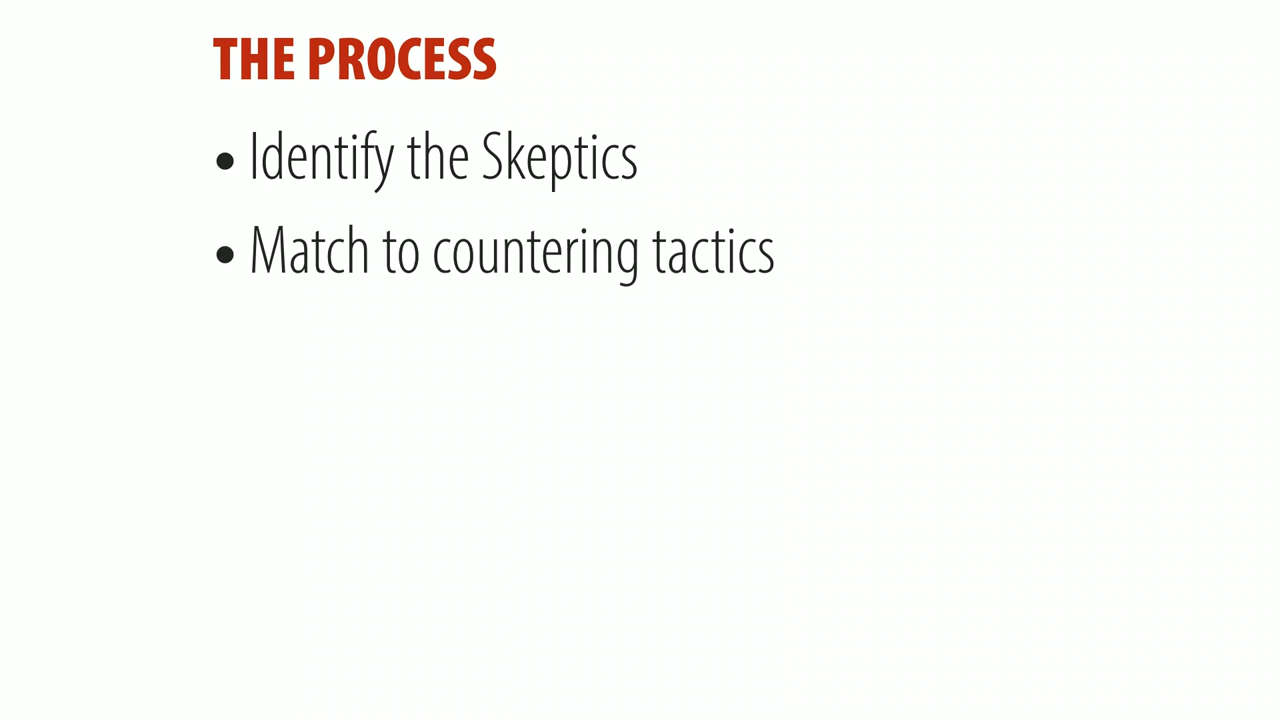 THE PROCESS
• Identify the Skeptics
• Match to countering tactics